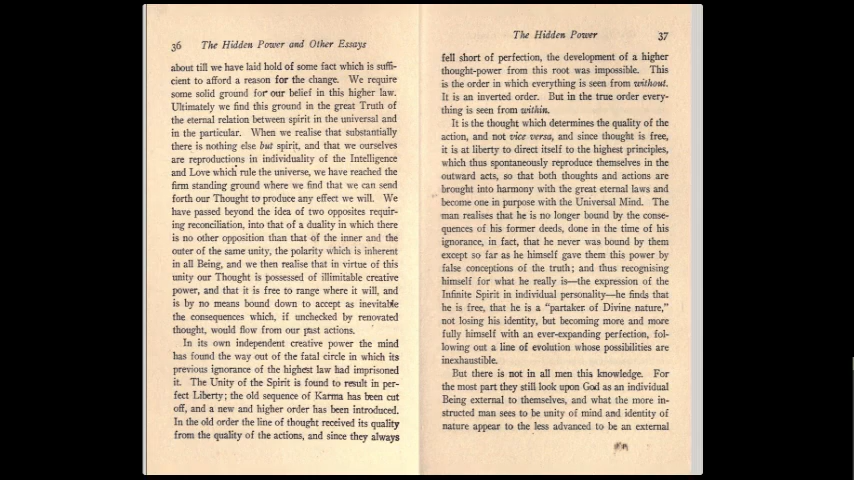 36 The Hidden Power and Other Essays
about till we have laid hold of some fact which is suffi-
cient to afford a reason for the change. We require
some solid ground for our belief in this higher law.
Ultimately we find this ground in the great Truth of
the eternal relation between spirit in the universal and
in the particular. When we realise that substantially
there is nothing else but spirit, and that we ourselves
are reproductions in individuality of the Intelligence
and Love which rule the universe, we have reached the
firm standing ground where we find that we can send
forth our Thought to produce any effect we will. We
have passed beyond the idea of two opposites requir-
ing reconciliation, into that of a duality in which there
is no other opposition than that of the inner and the
outer of the same unity, the polarity which is inherent
in all Being, and we then realise that in virtue of this
unity our Thought is possessed of illimitable creative
power, and that it is free to range where it will, and
is by no means bound down to accept as inevitable
the consequences which, if unchecked by renovated
thought, would flow from our past actions.
In its own independent creative power the mind
has found the way out of the fatal circle in which its
previous ignorance of the highest law had imprisoned
it. The Unity of the Spirit is found to result in per-
fect Liberty; the old sequence of Karma has been cut
off, and a new and higher order has been introduced.
In the old order the line of thought received its quality
from the quality of the actions, and since they always
The Hidden Power 37
fell short of perfection, the development of a higher
thought-power from this root was impossible. This
is the order in which everything is seen from without.
It is an inverted order. But in the true order every-
thing is seen from within.
It is the thought which determines the quality of the
action, and not vice versa, and since thought is free,
it is at liberty to direct itself to the highest principles,
which thus spontaneously reproduce themselves in the
outward acts, so that both thoughts and actions are
brought into harmony with the great eternal laws and
become one in purpose with the Universal Mind. The
man realises that he is no longer bound by the conse-
quences of his former deeds, done in the time of his
ignorance, in fact, that he never was bound by them
except so far as he himself gave them this power by
false conceptions of the truth; and thus recognising
himself for what he really is—the expression of the
Infinite Spirit in individual personality—he finds that
he is free, that he is a "partaker of Divine nature,"
not losing his identity, but becoming more and more
fully himself with an ever-expanding perfection, fol-
lowing out a line of evolution whose possibilities are
inexhaustible.
But there is not in all men this knowledge. For
the most part they still look upon God as an individual
Being external to themselves, and what the more in-
structed man sees to be unity of mind and identity of
nature appear to the less advanced to be an external